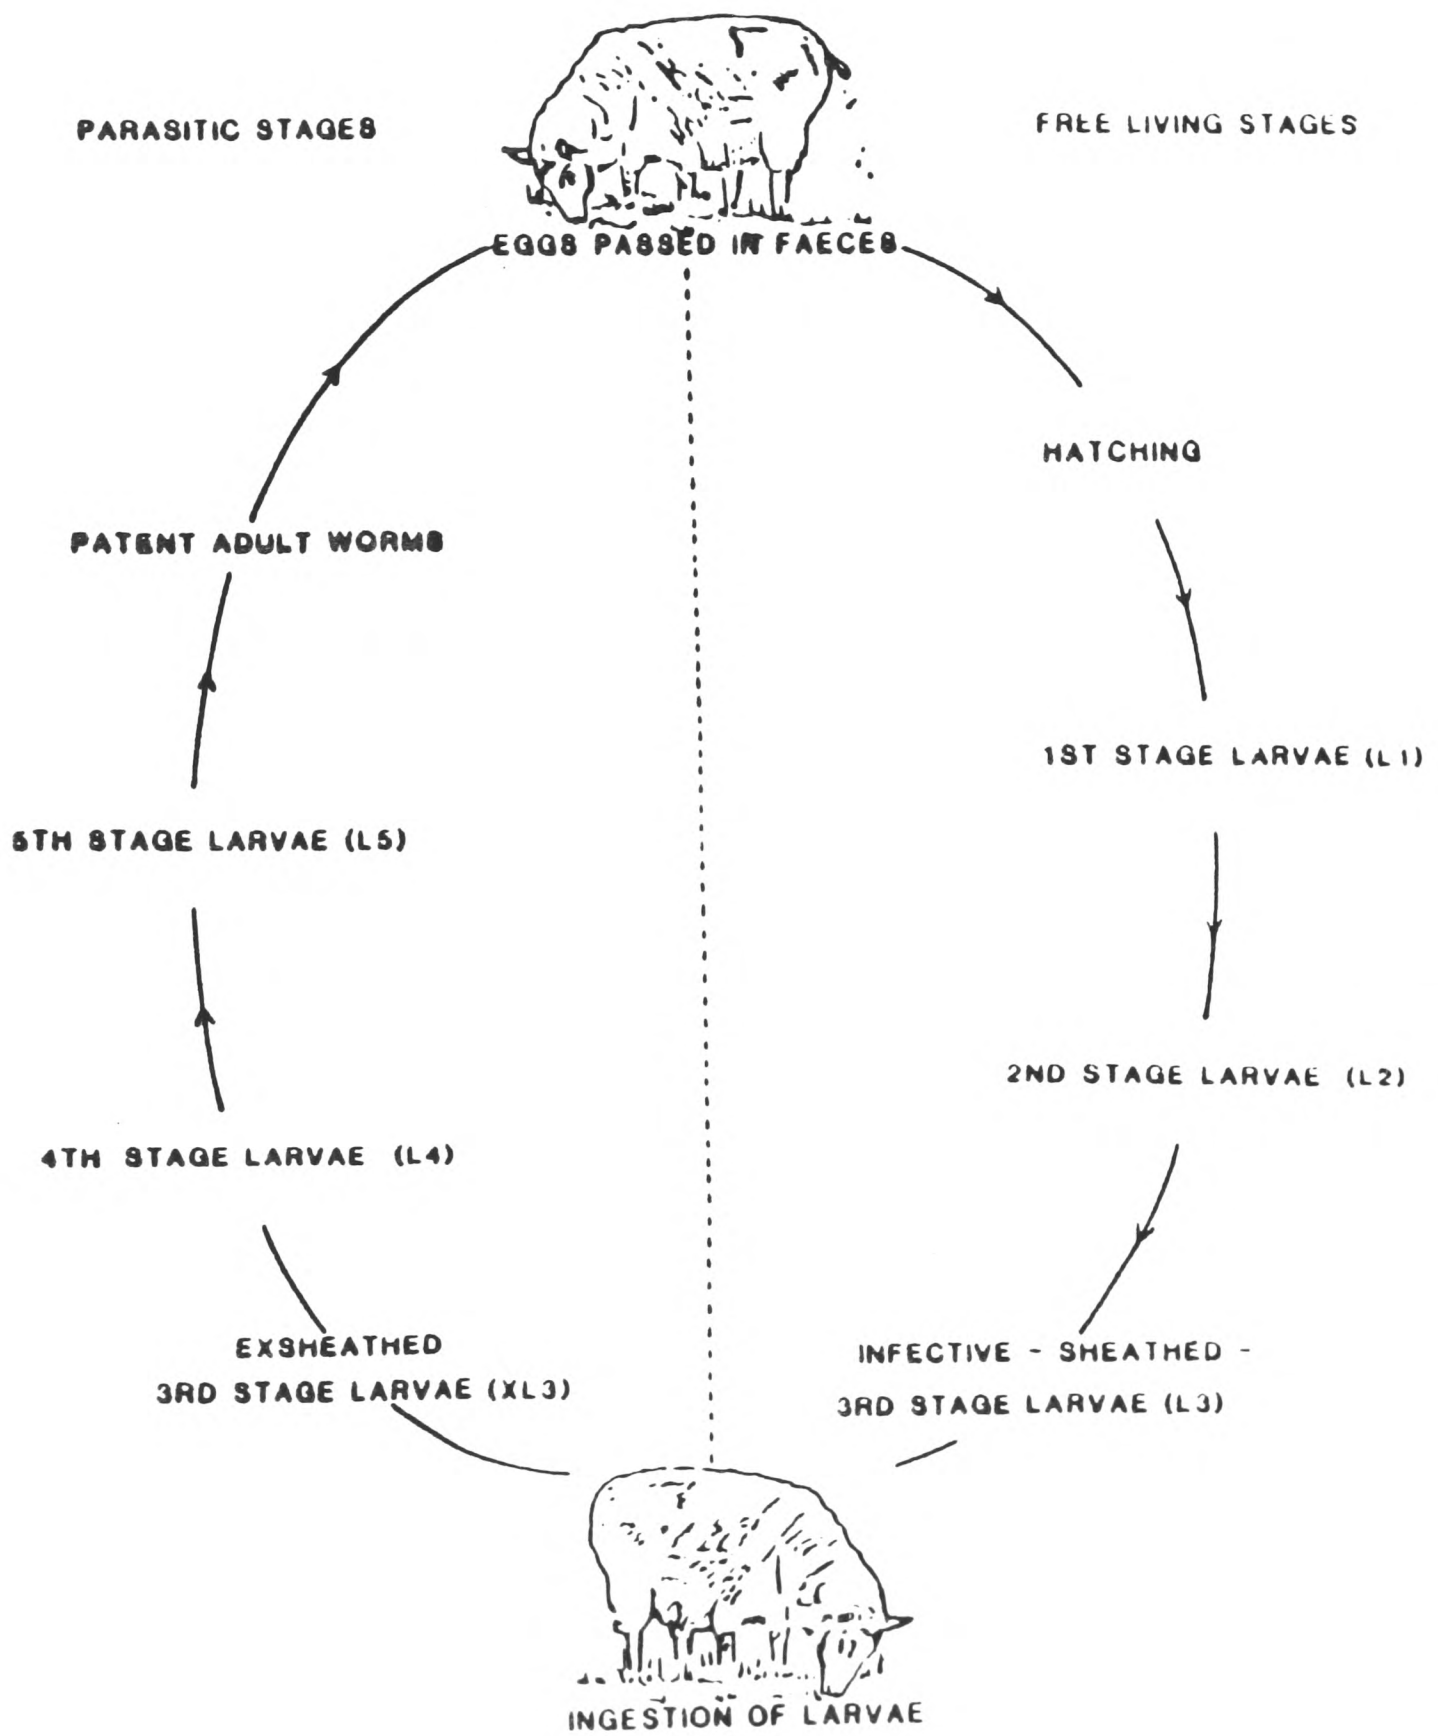 PARASITIC STAGES
FREE LIVING STAGES
EGGS PASSED IN FAECES
HATCHING
PATENT ADULT WORMS
1ST STAGE LARVAE (L1)
5TH STAGE LARVAE (L5)
2ND STAGE LARVAE (L2)
4TH STAGE LARVAE (L4)
EXSHEATHED
3RD STAGE LARVAE (XL3)
INFECTIVE - SHEATHED -
3RD STAGE LARVAE (L3)
INGESTION OF LARVAE